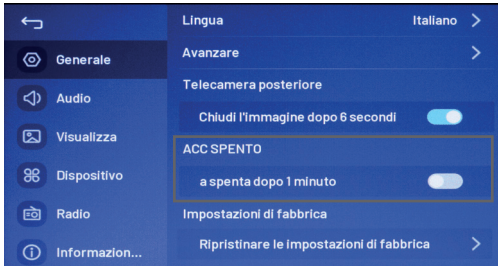 Lingua
Italiano
Generale
Avanzare
Telecamera posteriore
Audio
Chiudi l'immagine dopo 6 secondi
Visualizza
ACC SPENTO
Dispositivo
a spenta dopo 1 minuto
Radio
Impostazioni di fabbrica
Informazion...
Ripristinare le impostazioni di fabbrica